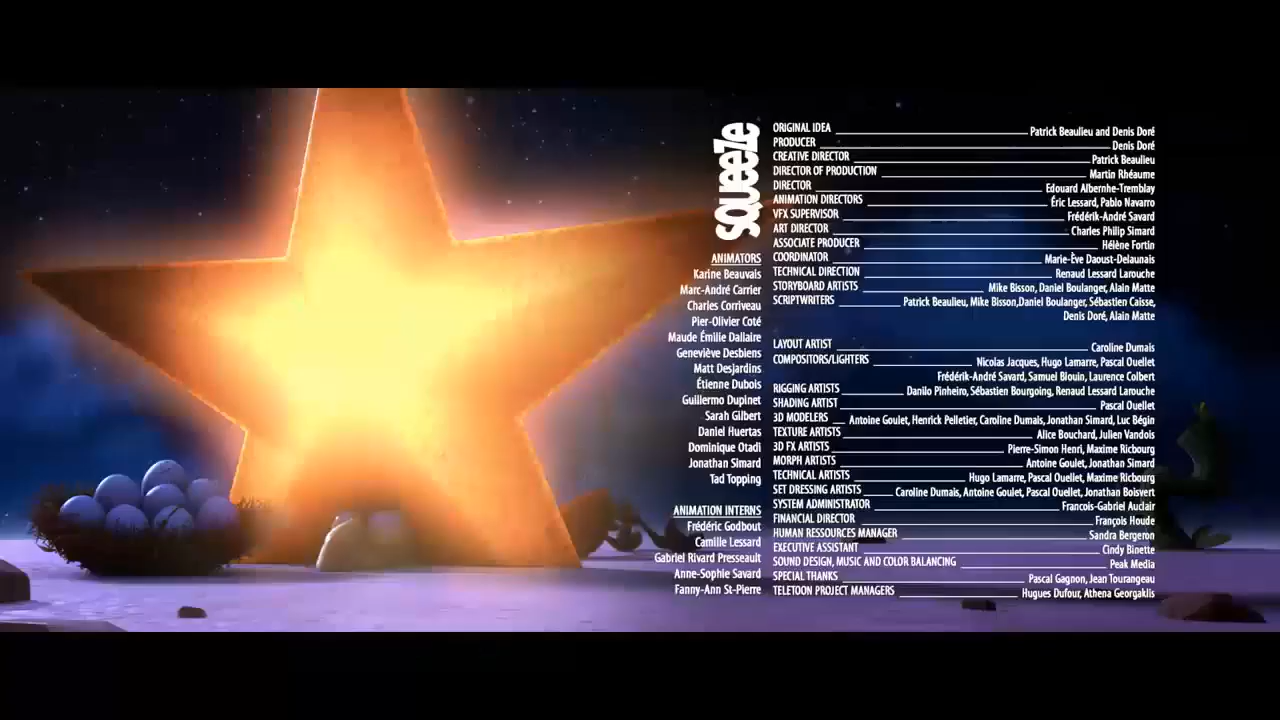 squeeze
ANIMATORS
Karine Beauvais
Marc-André Carrier
Charles Corriveau
Pier-Olivier Coté
Maude Émilie Dallaire
Geneviève Desbiens
Matt Desjardins
Étienne Dubois
Guillermo Dupinet
Sarah Gilbert
Daniel Huertas
Dominique Otadi
Jonathan Simard
Tad Topping
ANIMATION INTERNS
Frédéric Godbout
Camille Lessard
Gabriel Rivard Presseault
Anne-Sophie Savard
Fanny-Ann St-Pierre
ORIGINAL IDEA Patrick Beaulieu and Denis Doré
PRODUCER Denis Doré
CREATIVE DIRECTOR Patrick Beaulieu
DIRECTOR OF PRODUCTION Martin Rhéaume
DIRECTOR Edouard Albernhe-Tremblay
ANIMATION DIRECTORS Éric Lessard, Pablo Navarro
VFX SUPERVISOR Frédérik-André Savard
ART DIRECTOR Charles Philip Simard
ASSOCIATE PRODUCER Hélène Fortin
COORDINATOR Marie-Ève Daoust-Delaunais
TECHNICAL DIRECTION Renaud Lessard Larouche
STORYBOARD ARTISTS Mike Bisson, Daniel Boulanger, Alain Matte
SCRIPTWRITERS Patrick Beaulieu, Mike Bisson,Daniel Boulanger, Sébastien Caisse,
Denis Doré, Alain Matte
LAYOUT ARTIST Caroline Dumais
COMPOSITORS/LIGHTERS Nicolas Jacques, Hugo Lamarre, Pascal Ouellet
Frédérik-André Savard, Samuel Blouin, Laurence Colbert
RIGGING ARTISTS Danilo Pinheiro, Sébastien Bourgoing, Renaud Lessard Larouche
SHADING ARTIST Pascal Ouellet
3D MODELERS Antoine Goulet, Henrick Pelletier, Caroline Dumais, Jonathan Simard, Luc Bégin
TEXTURE ARTISTS Alice Bouchard, Julien Vandois
3D FX ARTISTS Pierre-Simon Henri, Maxime Ricbourg
MORPH ARTISTS Antoine Goulet, Jonathan Simard
TECHNICAL ARTISTS Hugo Lamarre, Pascal Ouellet, Maxime Ricbourg
SET DRESSING ARTISTS Caroline Dumais, Antoine Goulet, Pascal Ouellet, Jonathan Boisvert
SYSTEM ADMINISTRATOR Francois-Gabriel Auclair
FINANCIAL DIRECTOR François Houde
HUMAN RESSOURCES MANAGER Sandra Bergeron
EXECUTIVE ASSISTANT Cindy Binette
SOUND DESIGN, MUSIC AND COLOR BALANCING Peak Media
SPECIAL THANKS Pascal Gagnon, Jean Tourangeau
TELETOON PROJECT MANAGERS Hugues Dufour, Athena Georgaklis